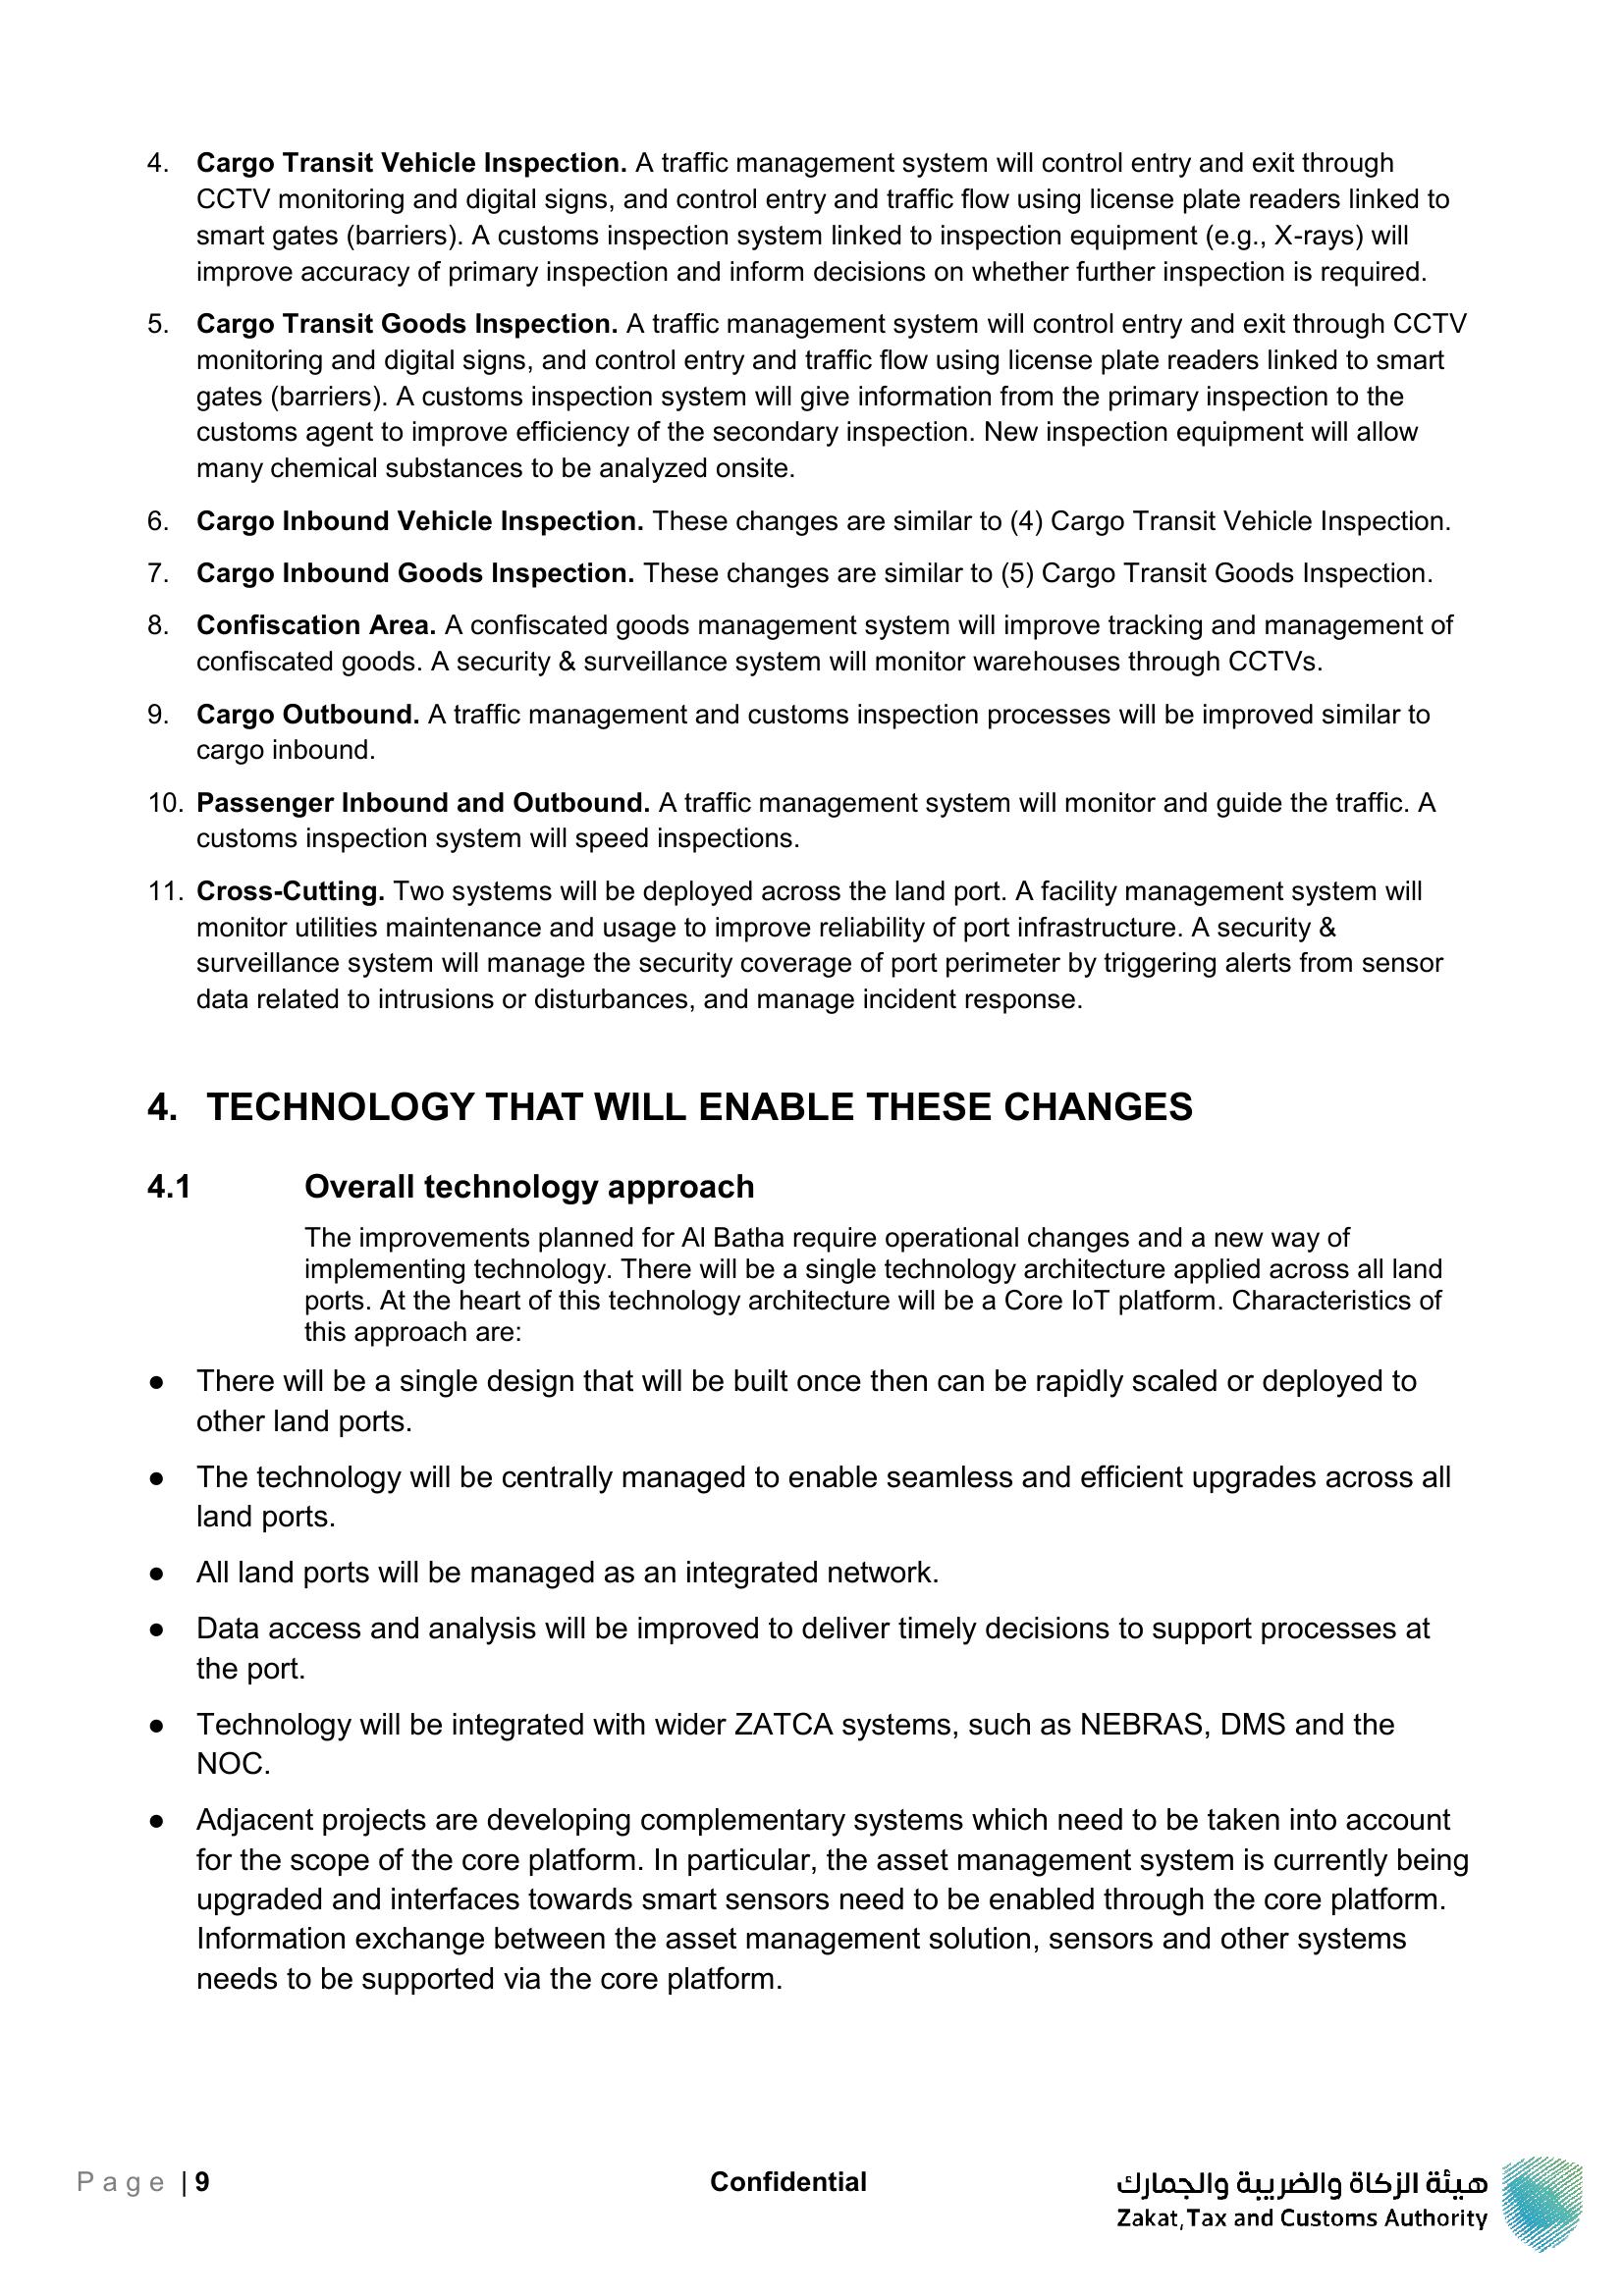 4. Cargo Transit Vehicle Inspection. A traffic management system will control entry and exit through
CCTV monitoring and digital signs, and control entry and traffic flow using license plate readers linked to
smart gates (barriers). A customs inspection system linked to inspection equipment (e.g., X-rays) will
improve accuracy of primary inspection and inform decisions on whether further inspection is required.
5. Cargo Transit Goods Inspection. A traffic management system will control entry and exit through CCTV
monitoring and digital signs, and control entry and traffic flow using license plate readers linked to smart
gates (barriers). A customs inspection system will give information from the primary inspection to the
customs agent to improve efficiency of the secondary inspection. New inspection equipment will allow
many chemical substances to be analyzed onsite.
6. Cargo Inbound Vehicle Inspection. These changes are similar to (4) Cargo Transit Vehicle Inspection.
7. Cargo Inbound Goods Inspection. These changes are similar to (5) Cargo Transit Goods Inspection.
8. Confiscation Area. A confiscated goods management system will improve tracking and management of
confiscated goods. A security & surveillance system will monitor warehouses through CCTVs.
9. Cargo Outbound. A traffic management and customs inspection processes will be improved similar to
cargo inbound.
10. Passenger Inbound and Outbound. A traffic management system will monitor and guide the traffic. A
customs inspection system will speed inspections.
11. Cross-Cutting. Two systems will be deployed across the land port. A facility management system will
monitor utilities maintenance and usage to improve reliability of port infrastructure. A security &
surveillance system will manage the security coverage of port perimeter by triggering alerts from sensor
data related to intrusions or disturbances, and manage incident response.
4. TECHNOLOGY THAT WILL ENABLE THESE CHANGES
4.1 Overall technology approach
The improvements planned for Al Batha require operational changes and a new way of
implementing technology. There will be a single technology architecture applied across all land
ports. At the heart of this technology architecture will be a Core IoT platform. Characteristics of
this approach are:
● There will be a single design that will be built once then can be rapidly scaled or deployed to
other land ports.
● The technology will be centrally managed to enable seamless and efficient upgrades across all
land ports.
● All land ports will be managed as an integrated network.
● Data access and analysis will be improved to deliver timely decisions to support processes at
the port.
● Technology will be integrated with wider ZATCA systems, such as NEBRAS, DMS and the
NOC.
● Adjacent projects are developing complementary systems which need to be taken into account
for the scope of the core platform. In particular, the asset management system is currently being
upgraded and interfaces towards smart sensors need to be enabled through the core platform.
Information exchange between the asset management solution, sensors and other systems
needs to be supported via the core platform.
Page | 9
Confidential
هيئة الزكاة والضريبة والجمارك
Zakat, Tax and Customs Authority